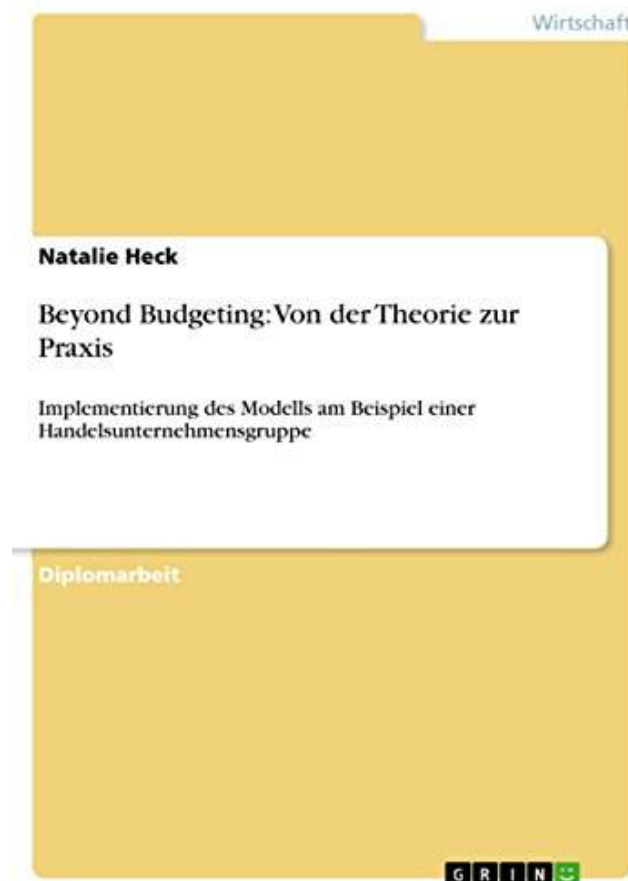 Wirtschaft
Natalie Heck
Beyond Budgeting: Von der Theorie zur
Praxis
Implementierung des Modells am Beispiel einer
Handelsunternehmensgruppe
Diplomarbeit
GRIN